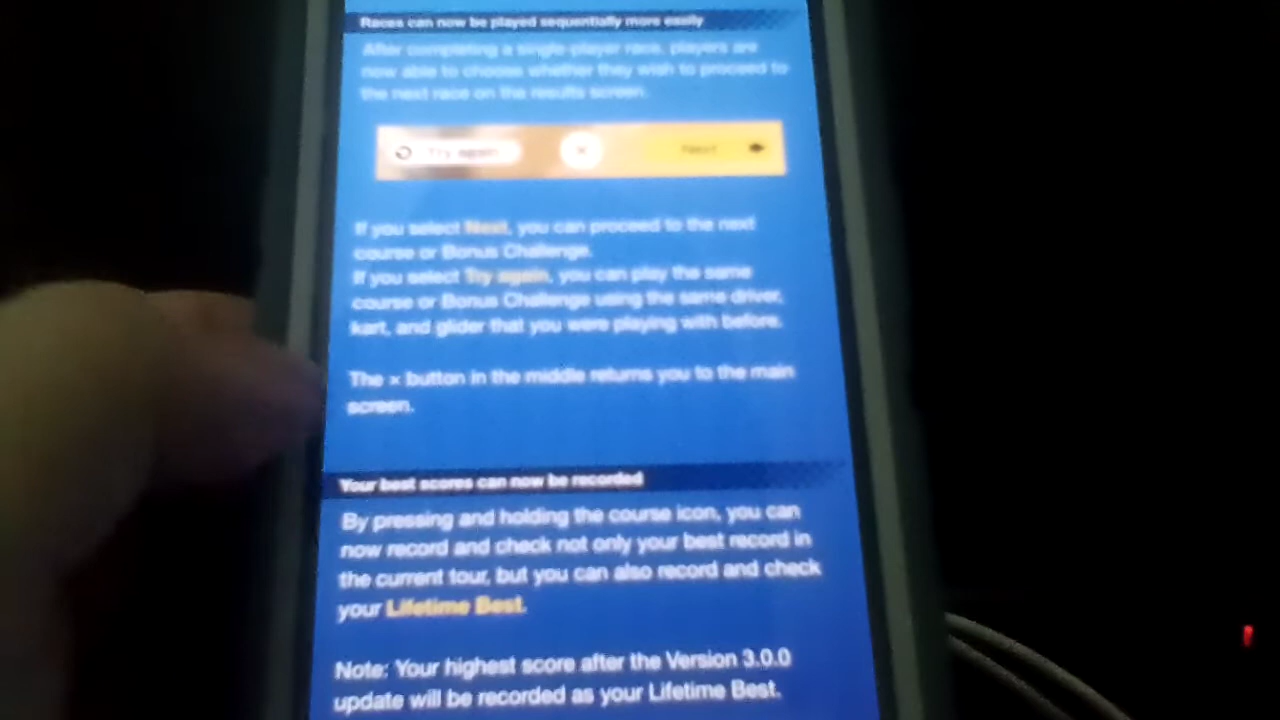 Races can now be played sequentially more easily
After completing a single-player race, players are
now able to choose whether they wish to proceed to
the next race on the results screen.
Try again × Next
If you select Next, you can proceed to the next
course or Bonus Challenge.
If you select Try again, you can play the same
course or Bonus Challenge using the same driver,
kart, and glider that you were playing with before.
The × button in the middle returns you to the main
screen.
Your best scores can now be recorded
By pressing and holding the course icon, you can
now record and check not only your best record in
the current tour, but you can also record and check
your Lifetime Best.
Note: Your highest score after the Version 3.0.0
update will be recorded as your Lifetime Best.